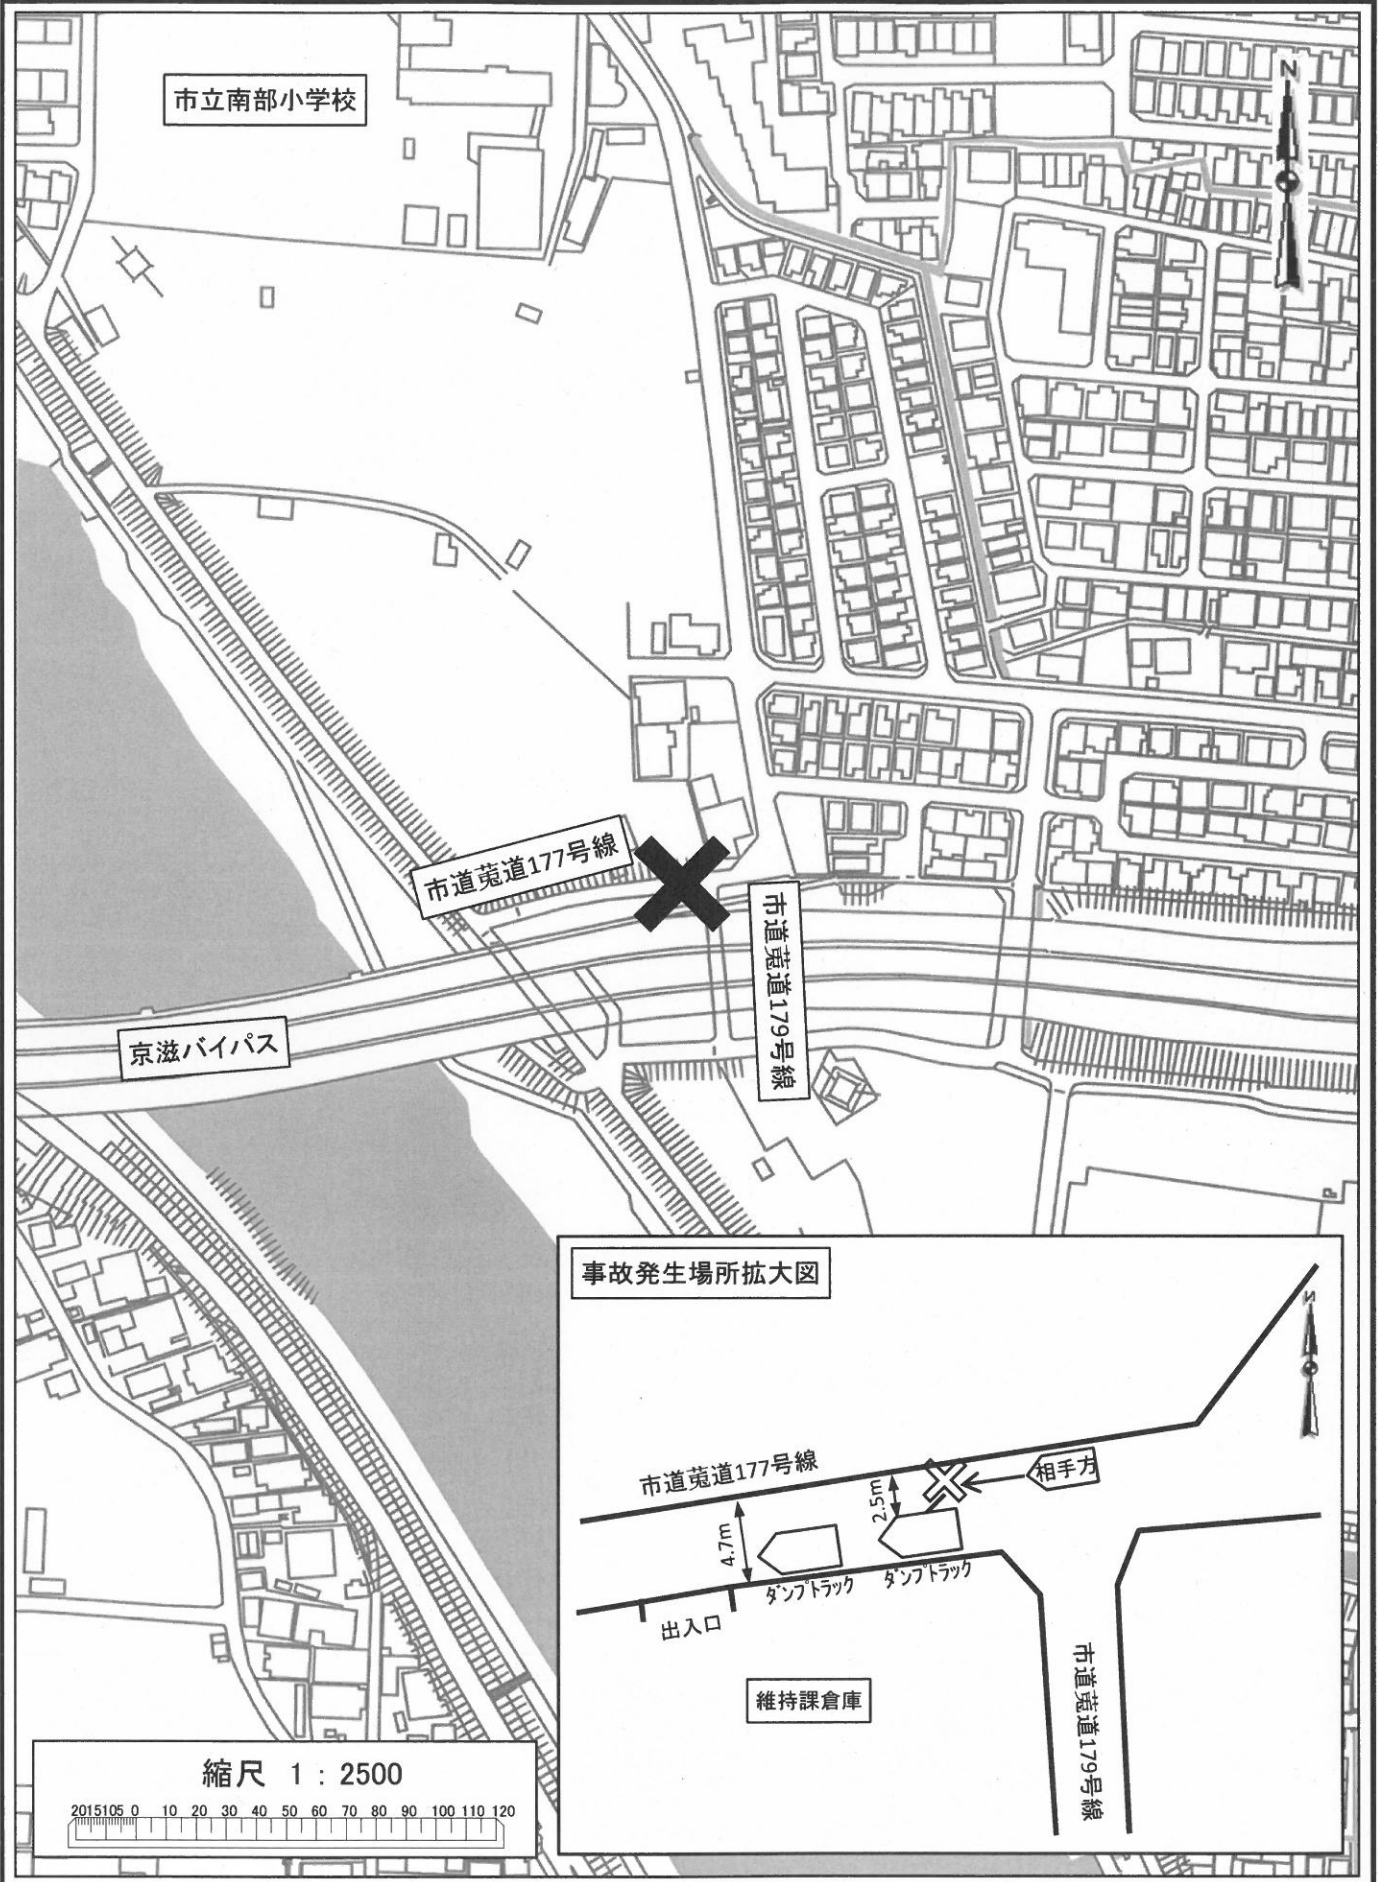 市立南部小学校
N
市道菟道177号線
市道菟道179号線
京滋バイパス
事故発生場所拡大図
N
市道菟道177号線
相手方
2.5m
4.7m
ダンプトラック
ダンプトラック
出入口
維持課倉庫
市道菟道179号線
縮尺 1:2500
2015105 0 10 20 30 40 50 60 70 80 90 100 110 120